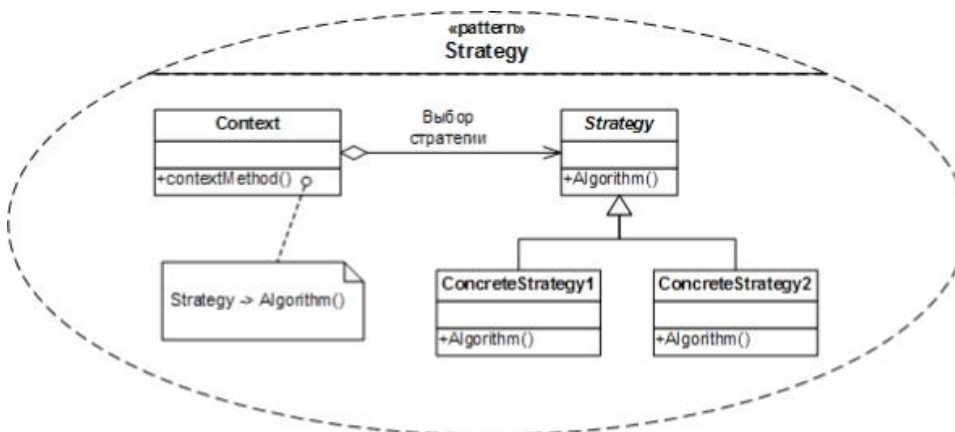 «pattern»
Strategy
Context
Выбор
стратегии
Strategy
+contextMethod()
+Algorithm()
Strategy -> Algorithm()
ConcreteStrategy1
ConcreteStrategy2
+Algorithm()
+Algorithm()